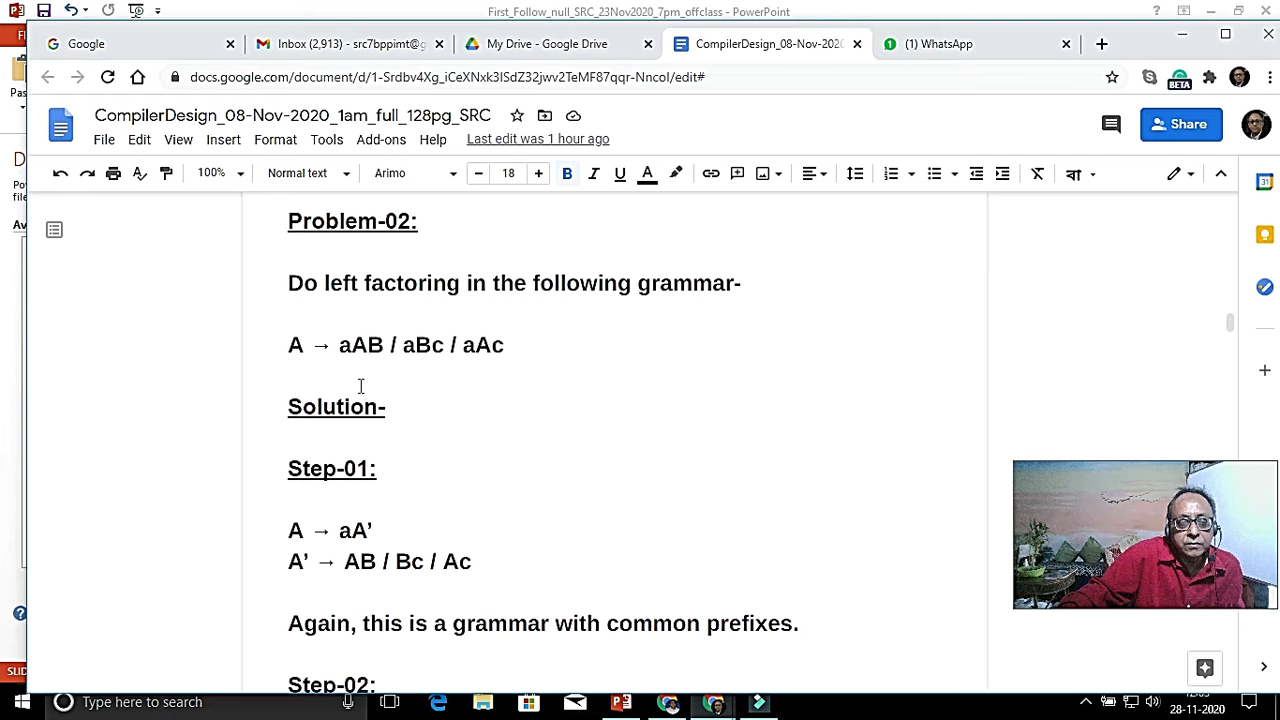 First_Follow_null_SRC_23Nov2020_7pm_offclass - PowerPoint
Google
Inbox (2,913) - src7bppimt@g
My Drive - Google Drive
CompilerDesign_08-Nov-202
(1) WhatsApp
docs.google.com/document/d/1-Srdbv4Xg_iCeXNxk3ISdZ32jwv2TeMF87qqr-Nncol/edit#
BETA
CompilerDesign_08-Nov-2020_1am_full_128pg_SRC
Share
File Edit View Insert Format Tools Add-ons Help Last edit was 1 hour ago
100% Normal text Arimo 18 B I U A
Problem-02:
Do left factoring in the following grammar-
A → aAB / aBc / aAc
Solution-
Step-01:
A → aA’
A’ → AB / Bc / Ac
Again, this is a grammar with common prefixes.
Step-02:
Type here to search
28-11-2020